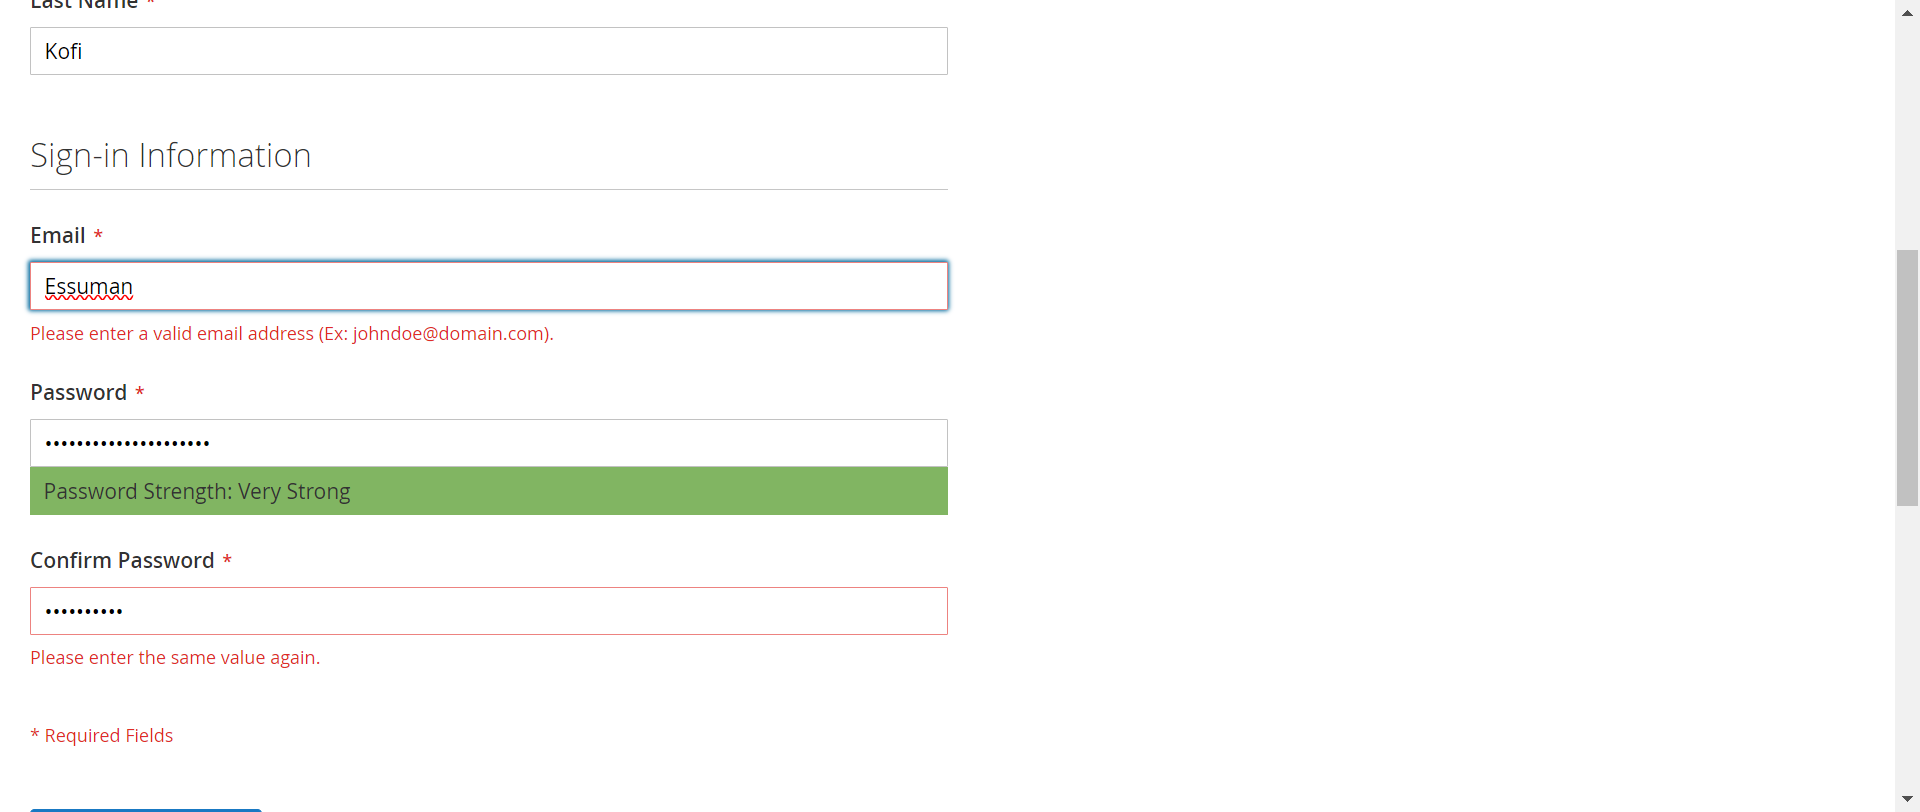 Last Name *
Kofi
Sign-in Information
Email *
Essuman
Please enter a valid email address (Ex: johndoe@domain.com).
Password *
•••••••••••••••••••••
Password Strength: Very Strong
Confirm Password *
••••••••••
Please enter the same value again.
* Required Fields